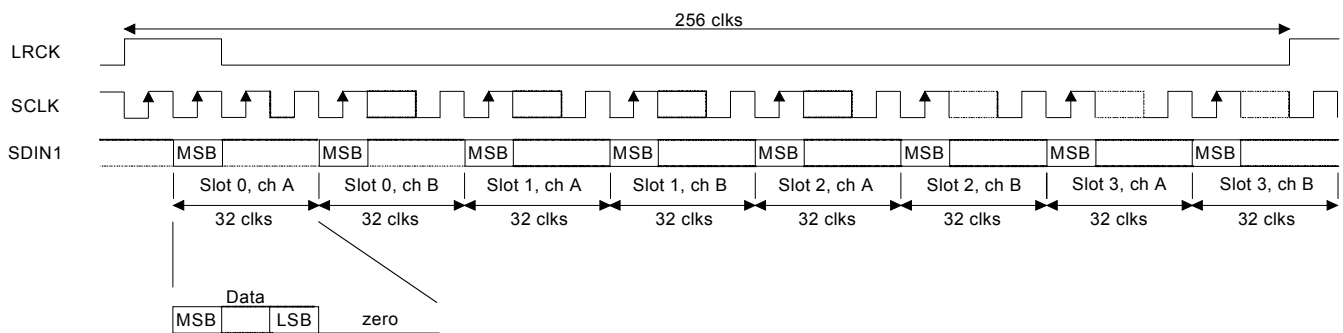 256 clks
LRCK
SCLK
SDIN1
MSB MSB MSB MSB MSB MSB MSB MSB
Slot 0, ch A Slot 0, ch B Slot 1, ch A Slot 1, ch B Slot 2, ch A Slot 2, ch B Slot 3, ch A Slot 3, ch B
32 clks 32 clks 32 clks 32 clks 32 clks 32 clks 32 clks 32 clks
Data
MSB LSB zero